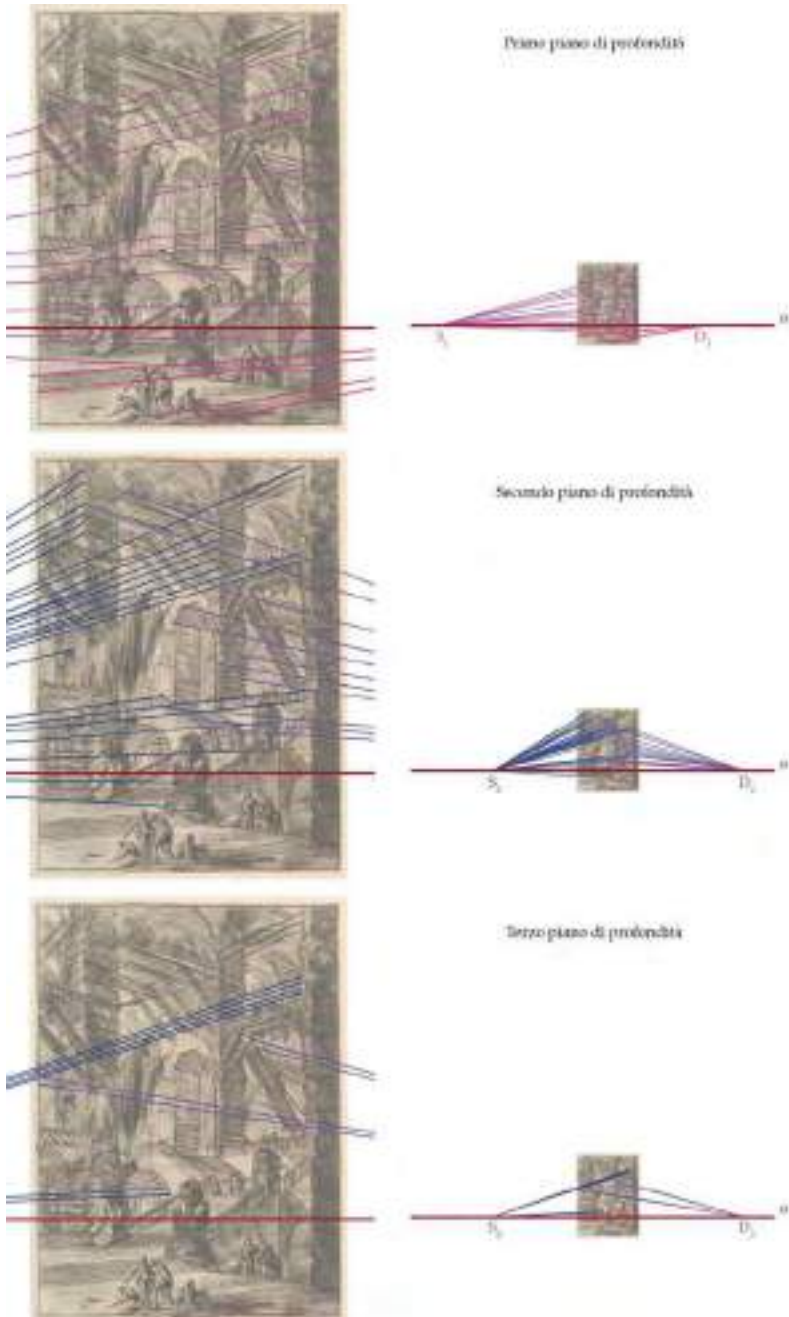 Primo piano di profondità
o
S₁ D₁
Secondo piano di profondità
o
S₂ D₂
Terzo piano di profondità
o
S₃ D₃